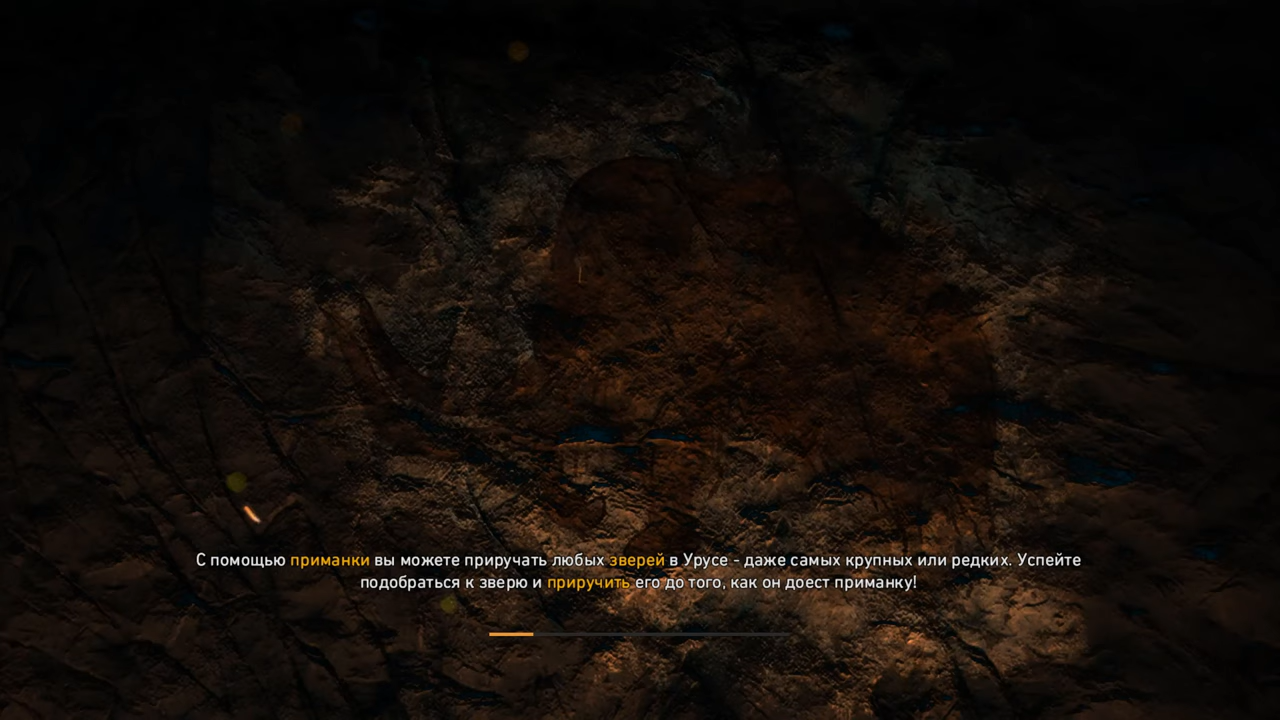 С помощью приманки вы можете приручать любых зверей в Урусе - даже самых крупных или редких. Успейте
подобраться к зверю и приручить его до того, как он доест приманку!